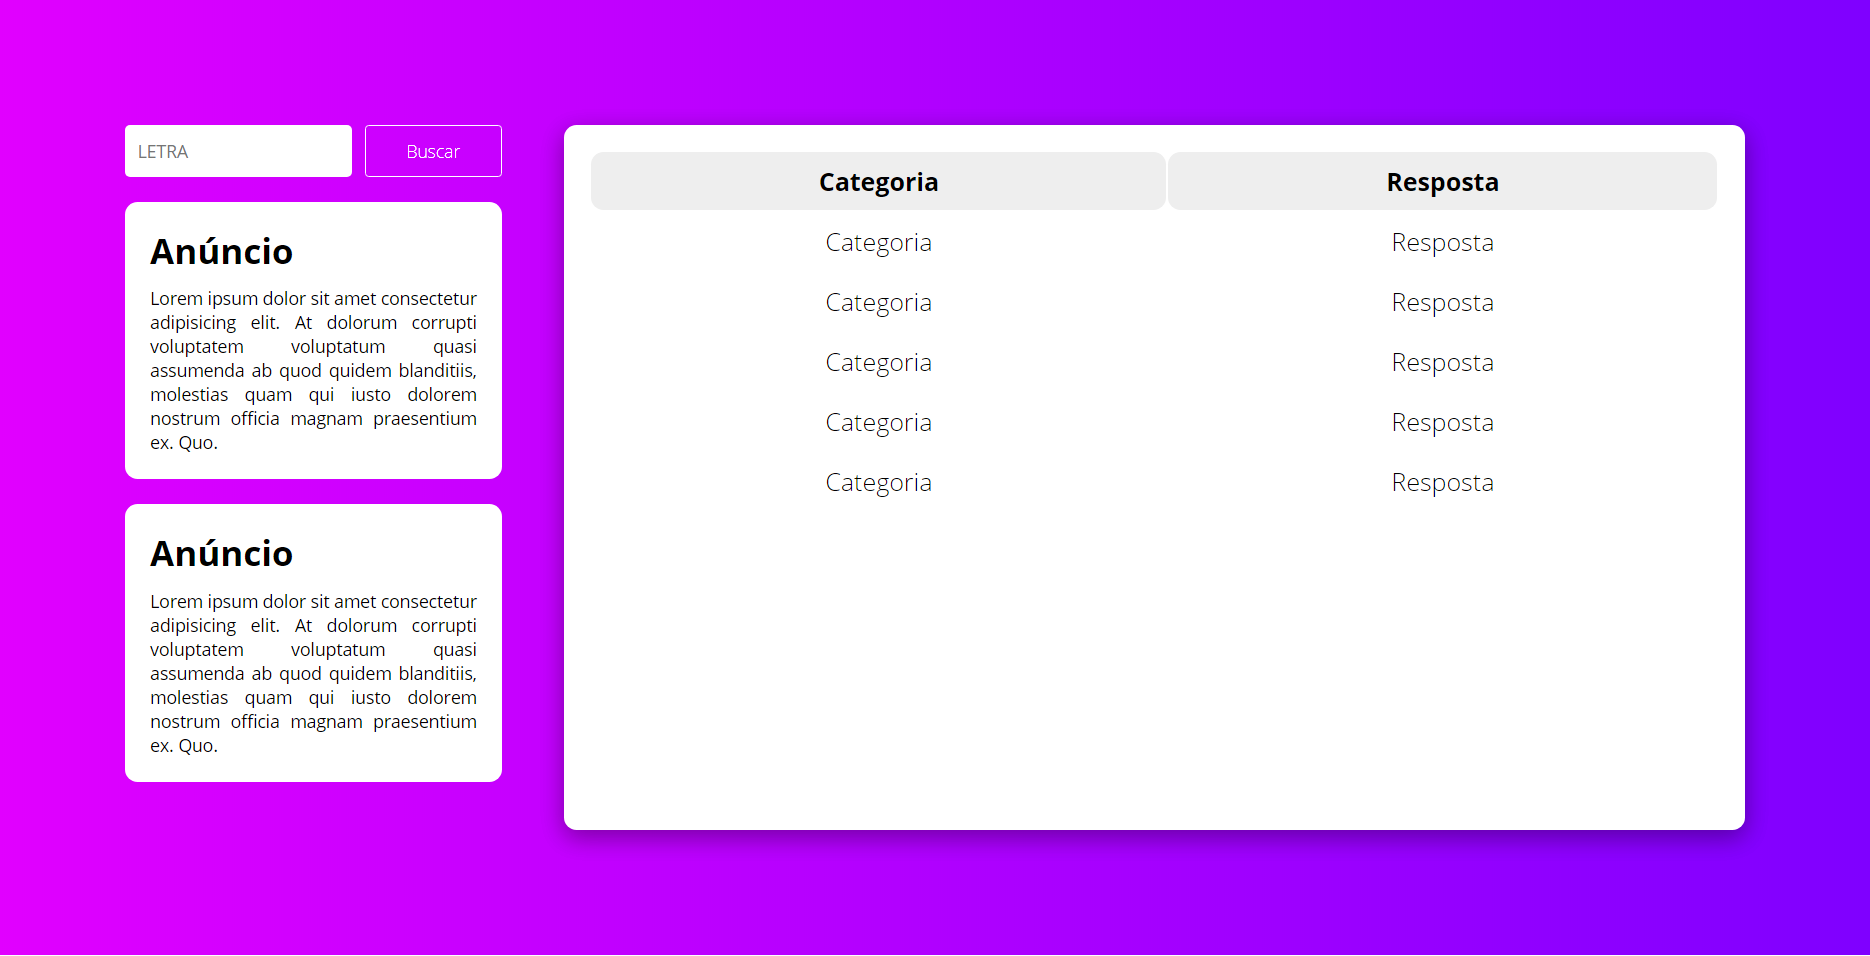 LETRA
Buscar
Anúncio
Lorem ipsum dolor sit amet consectetur
adipisicing elit. At dolorum corrupti
voluptatem voluptatum quasi
assumenda ab quod quidem blanditiis,
molestias quam qui iusto dolorem
nostrum officia magnam praesentium
ex. Quo.
Anúncio
Lorem ipsum dolor sit amet consectetur
adipisicing elit. At dolorum corrupti
voluptatem voluptatum quasi
assumenda ab quod quidem blanditiis,
molestias quam qui iusto dolorem
nostrum officia magnam praesentium
ex. Quo.
Categoria Resposta
Categoria Resposta
Categoria Resposta
Categoria Resposta
Categoria Resposta
Categoria Resposta